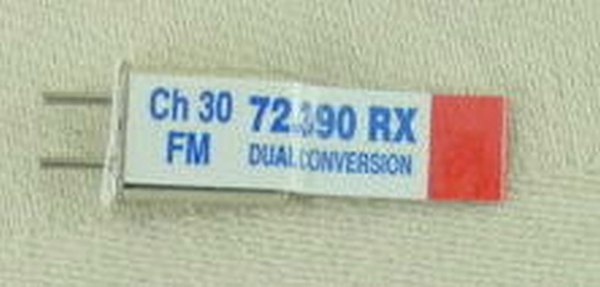 Ch 30 72.390 RX
FM DUAL CONVERSION